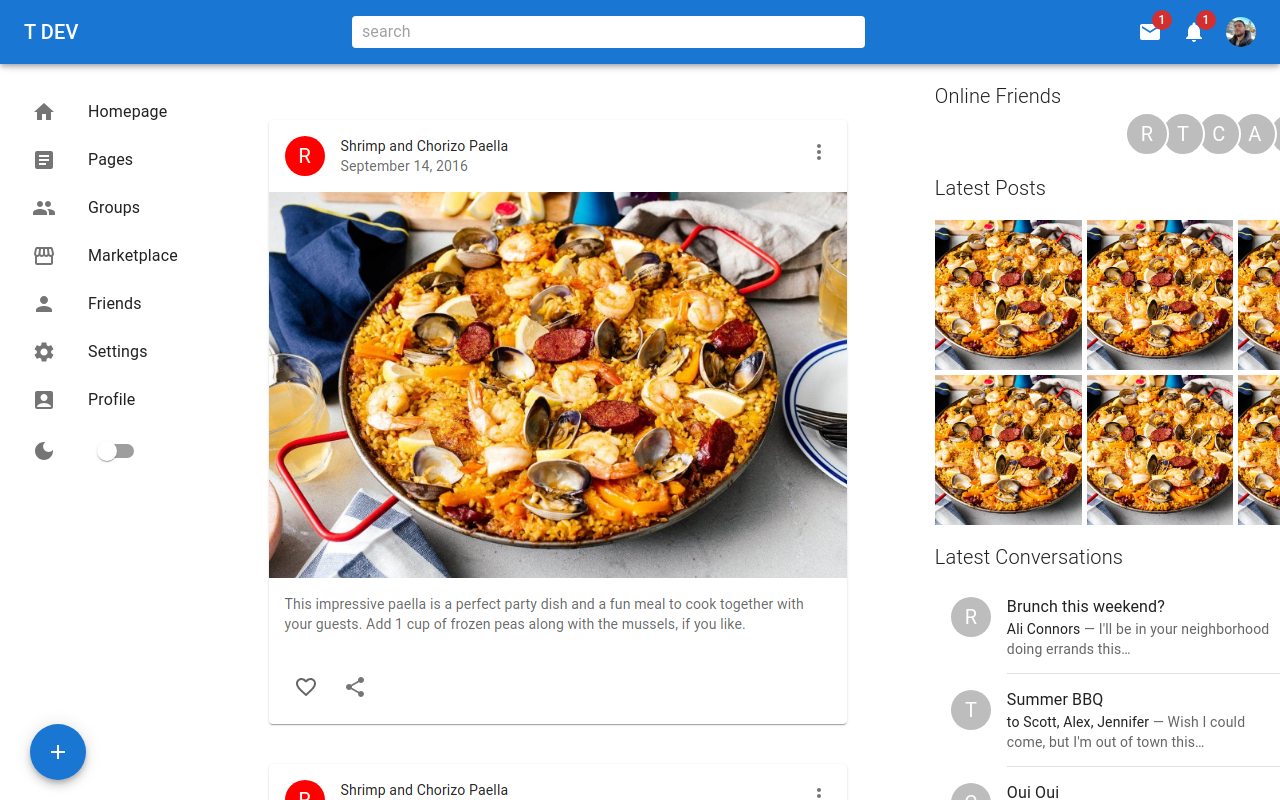 T DEV
search
1
1
Homepage
Pages
Groups
Marketplace
Friends
Settings
Profile
R
Shrimp and Chorizo Paella
September 14, 2016
This impressive paella is a perfect party dish and a fun meal to cook together with
your guests. Add 1 cup of frozen peas along with the mussels, if you like.
R
Shrimp and Chorizo Paella
Online Friends
R T C A
Latest Posts
Latest Conversations
R
Brunch this weekend?
Ali Connors — I'll be in your neighborhood
doing errands this…
T
Summer BBQ
to Scott, Alex, Jennifer — Wish I could
come, but I'm out of town this…
C
Oui Oui